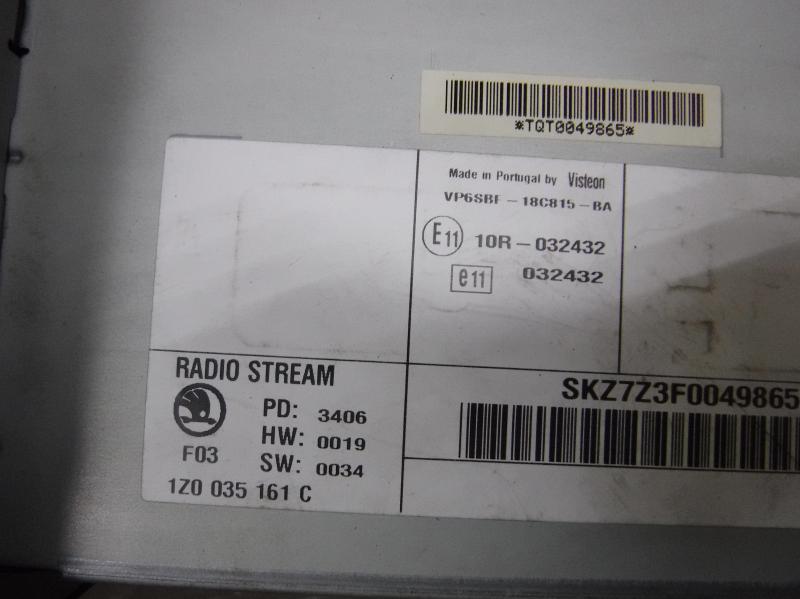 *TQT0049865*
Made in Portugal by Visteon
VP6SBF-18C815-BA
E11 10R-032432
e11 032432
RADIO STREAM
PD: 3406
HW: 0019
F03
SW: 0034
1Z0 035 161 C
SKZ7Z3F0049865